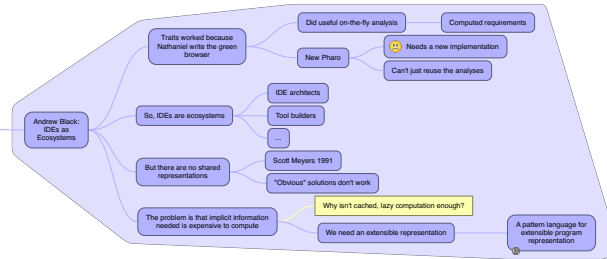 Andrew Black:
IDEs as
Ecosystems
Traits worked because
Nathaniel write the green
browser
Did useful on-the-fly analysis
Computed requirements
New Pharo
Needs a new implementation
Can't just reuse the analyses
So, IDEs are ecosystems
IDE architects
Tool builders
...
But there are no shared
representations
Scott Meyers 1991
"Obvious" solutions don't work
The problem is that implicit information
needed is expensive to compute
Why isn't cached, lazy computation enough?
We need an extensible representation
A pattern language for
extensible program
representation